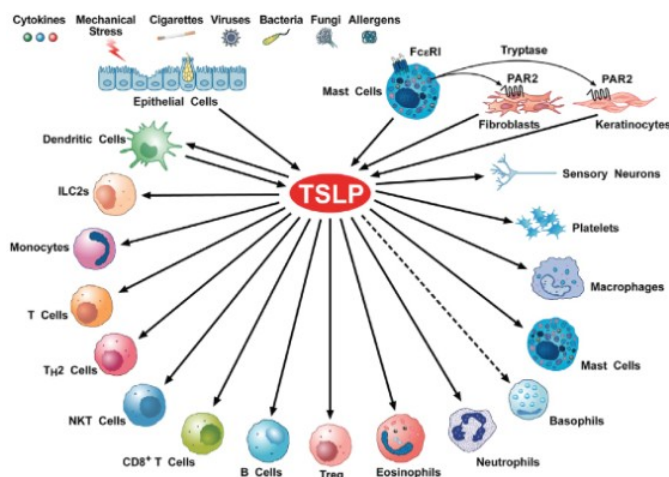 Cytokines
Mechanical
Stress
Cigarettes
Viruses
Bacteria
Fungi
Allergens
Epithelial Cells
FcεRI
Mast Cells
Tryptase
PAR2
PAR2
Fibroblasts
Keratinocytes
Dendritic Cells
TSLP
Sensory Neurons
ILC2s
Platelets
Monocytes
Macrophages
T Cells
Mast Cells
TH2 Cells
Basophils
NKT Cells
CD8+ T Cells
B Cells
Treg
Eosinophils
Neutrophils